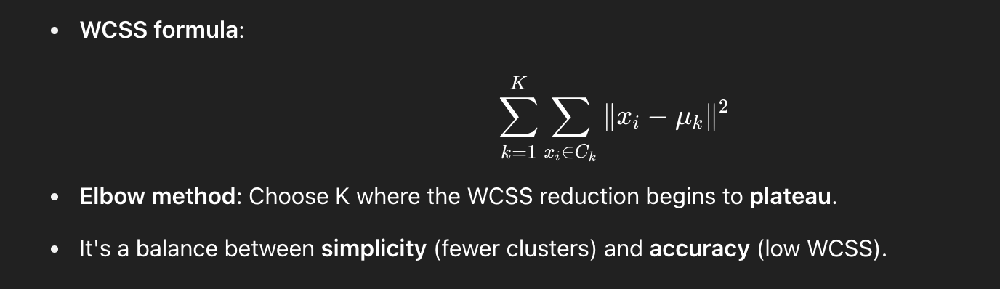 • WCSS formula:
$$\sum_{k=1}^{K} \sum_{x_i \in C_k} \|x_i - \mu_k\|^2$$
• Elbow method: Choose K where the WCSS reduction begins to plateau.
• It's a balance between simplicity (fewer clusters) and accuracy (low WCSS).